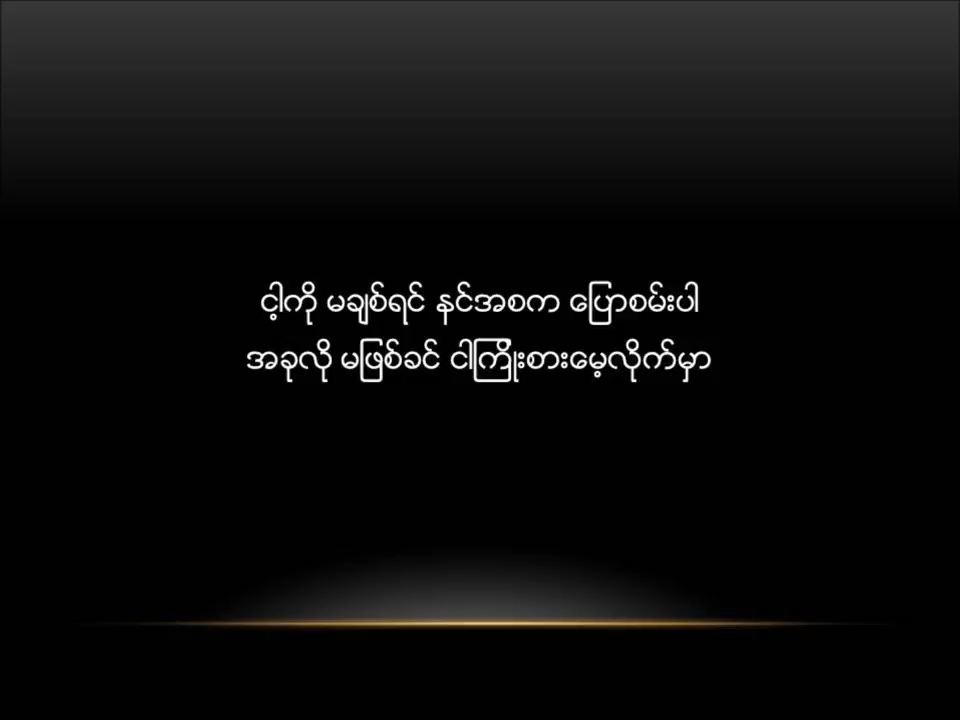 ငါ့ကို မချစ်ရင် နင်အစက ပြောစမ်းပါ
အခုလို မဖြစ်ခင် ငါကြိုးစားမေ့လိုက်မှာ